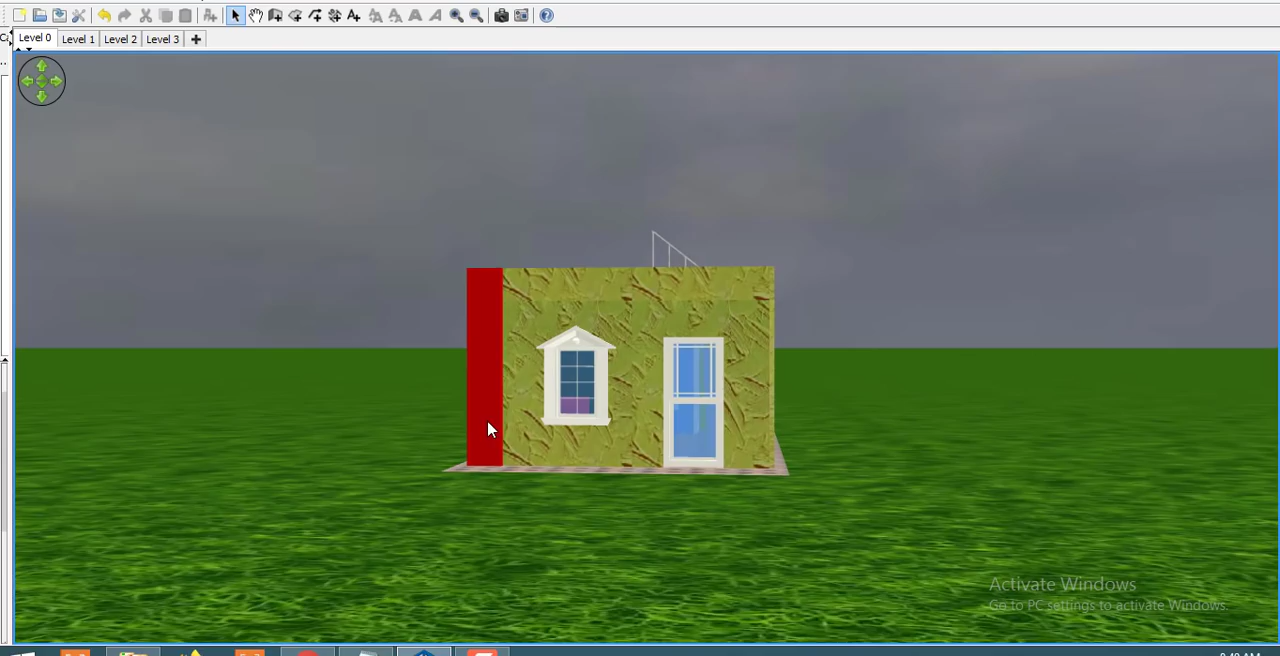 Level 0 Level 1 Level 2 Level 3
Activate Windows
Go to PC settings to activate Windows.